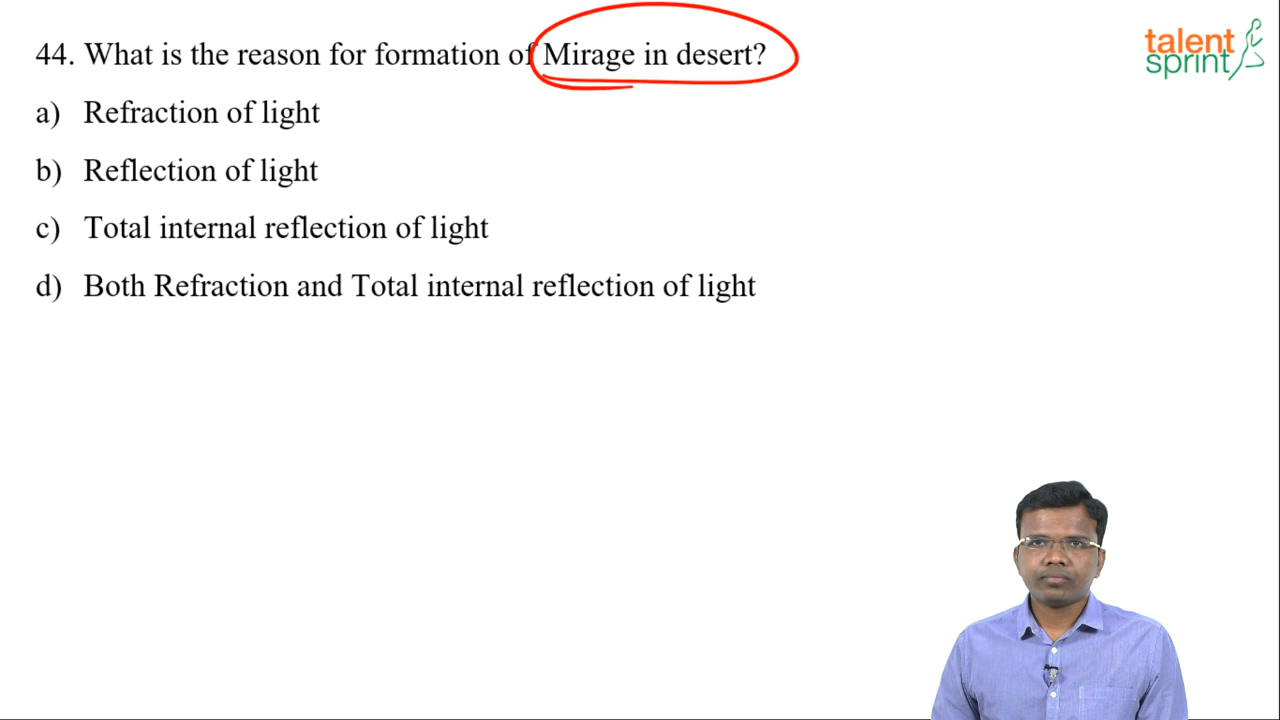 44. What is the reason for formation of Mirage in desert?
talent
sprint
a) Refraction of light
b) Reflection of light
c) Total internal reflection of light
d) Both Refraction and Total internal reflection of light